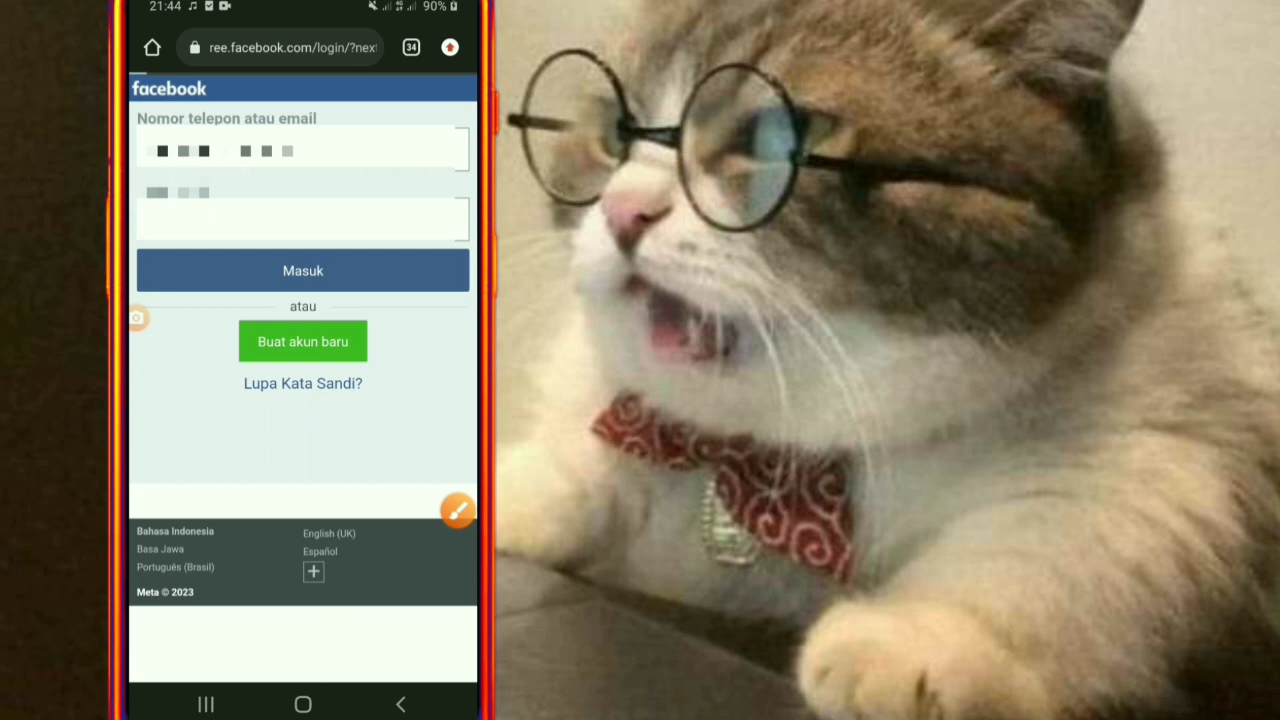 21:44
90%
34
ree.facebook.com/login/?nex
facebook
Nomor telepon atau email
Masuk
atau
Buat akun baru
Lupa Kata Sandi?
Bahasa Indonesia
English (UK)
Basa Jawa
Español
Português (Brasil)
Meta © 2023